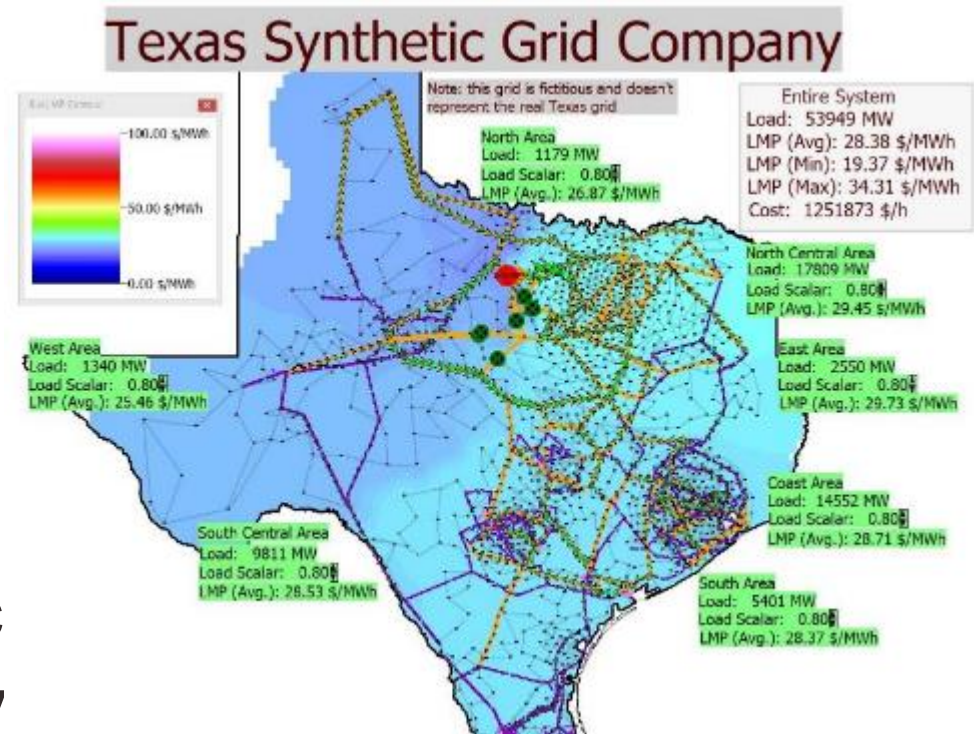 Texas Synthetic Grid Company
Note: this grid is fictitious and doesn't
represent the real Texas grid
100.00 $/MWh
50.00 $/MWh
0.00 $/MWh
Entire System
Load: 53949 MW
LMP (Avg): 28.38 $/MWh
LMP (Min) : 19.37 $/MWh
LMP (Max) : 34.31 $/MWh
Cost: 1251873 $/h
North Area
Load: 1179 MW
Load Scalar: 0.80
LMP (Avg.) : 26.87 $/MWh
North Central Area
Load: 17809 MW
Load Scalar: 0.80
LMP (Avg.) : 29.45 $/MWh
West Area
Load: 1340 MW
Load Scalar: 0.80
LMP (Avg.) : 25.46 $/MWh
East Area
Load: 2550 MW
Load Scalar: 0.80
LMP (Avg.) : 29.73 $/MWh
Coast Area
Load: 14552 MW
Load Scalar: 0.80
LMP (Avg.) : 28.71 $/MWh
South Central Area
Load: 9811 MW
Load Scalar: 0.80
LMP (Avg.) : 28.53 $/MWh
South Area
Load: 5401 MW
Load Scalar: 0.80
LMP (Avg.) : 28.37 $/MWh